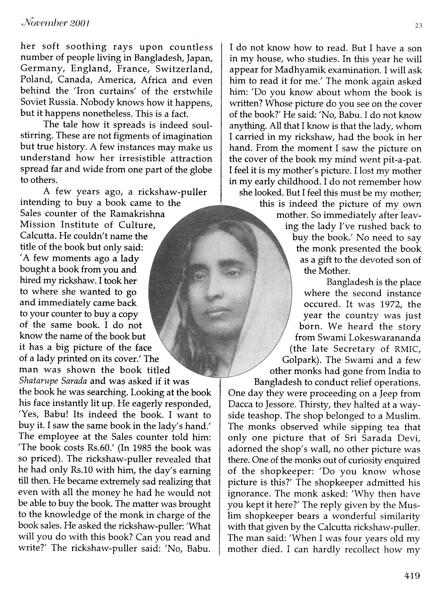 November 2001
23
her soft soothing rays upon countless
number of people living in Bangladesh, Japan,
Germany, England, France, Switzerland,
Poland, Canada, America, Africa and even
behind the 'Iron curtains' of the erstwhile
Soviet Russia. Nobody knows how it happens,
but it happens nonetheless. This is a fact.
The tale how it spreads is indeed soul-
stirring. These are not figments of imagination
but true history. A few instances may make us
understand how her irresistible attraction
spread far and wide from one part of the globe
to others.
A few years ago, a rickshaw-puller
intending to buy a book came to the
Sales counter of the Ramakrishna
Mission Institute of Culture,
Calcutta. He couldn't name the
title of the book but only said:
'A few moments ago a lady
bought a book from you and
hired my rickshaw. I took her
to where she wanted to go
and immediately came back
to your counter to buy a copy
of the same book. I do not
know the name of the book but
it has a big picture of the face
of a lady printed on its cover.' The
man was shown the book titled
Shatarupe Sarada and was asked if it was
the book he was searching. Looking at the book
his face instantly lit up. He eagerly responded,
'Yes, Babu! Its indeed the book. I want to
buy it. I saw the same book in the lady's hand.'
The employee at the Sales counter told him:
'The book costs Rs.60.' (In 1985 the book was
so priced). The rickshaw-puller revealed that
he had only Rs.10 with him, the day's earning
till then. He became extremely sad realizing that
even with all the money he had he would not
be able to buy the book. The matter was brought
to the knowledge of the monk in charge of the
book sales. He asked the rickshaw-puller: 'What
will you do with this book? Can you read and
write?' The rickshaw-puller said: 'No, Babu.
I do not know how to read. But I have a son
in my house, who studies. In this year he will
appear for Madhyamik examination. I will ask
him to read it for me.' The monk again asked
him: 'Do you know about whom the book is
written? Whose picture do you see on the cover
of the book?' He said: 'No, Babu. I do not know
anything. All that I know is that the lady, whom
I carried in my rickshaw, had the book in her
hand. From the moment I saw the picture on
the cover of the book my mind went pit-a-pat.
I feel it is my mother's picture. I lost my mother
in my early childhood. I do not remember how
she looked. But I feel this must be my mother;
this is indeed the picture of my own
mother. So immediately after leav-
ing the lady I've rushed back to
buy the book.' No need to say
the monk presented the book
as a gift to the devoted son of
the Mother.
Bangladesh is the place
where the second instance
occured. It was 1972, the
year the country was just
born. We heard the story
from Swami Lokeswarananda
(the late Secretary of RMIC,
Golpark). The Swami and a few
other monks had gone from India to
Bangladesh to conduct relief operations.
One day they were proceeding on a Jeep from
Dacca to Jessore. Thirsty, they halted at a way-
side teashop. The shop belonged to a Muslim.
The monks observed while sipping tea that
only one picture that of Sri Sarada Devi,
adorned the shop's wall, no other picture was
there. One of the monks out of curiosity enquired
of the shopkeeper: 'Do you know whose
picture is this?' The shopkeeper admitted his
ignorance. The monk asked: 'Why then have
you kept it here?' The reply given by the Mus-
lim shopkeeper bears a wonderful similarity
with that given by the Calcutta rickshaw-puller.
The man said: 'When I was four years old my
mother died. I can hardly recollect how my
419